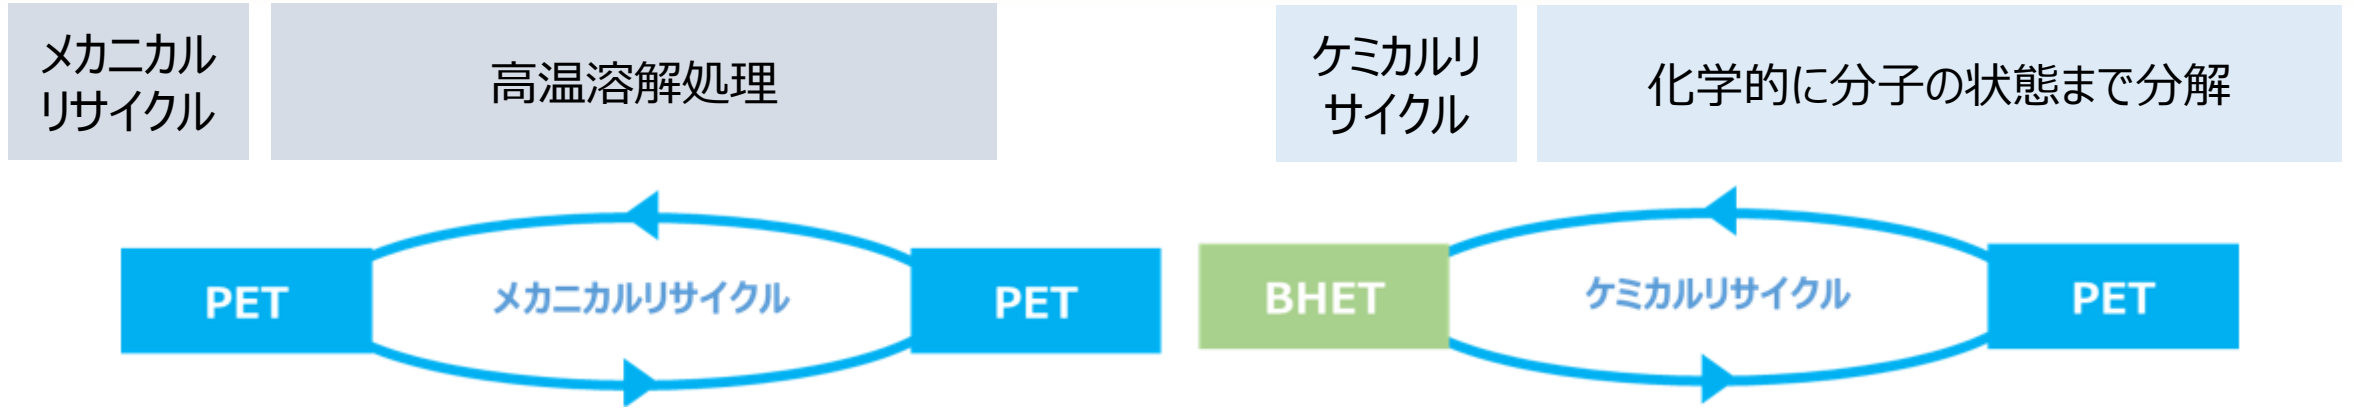 メカニカル
リサイクル
高温溶解処理
ケミカルリ
サイクル
化学的に分子の状態まで分解
PET
メカニカルリサイクル
PET
BHET
ケミカルリサイクル
PET